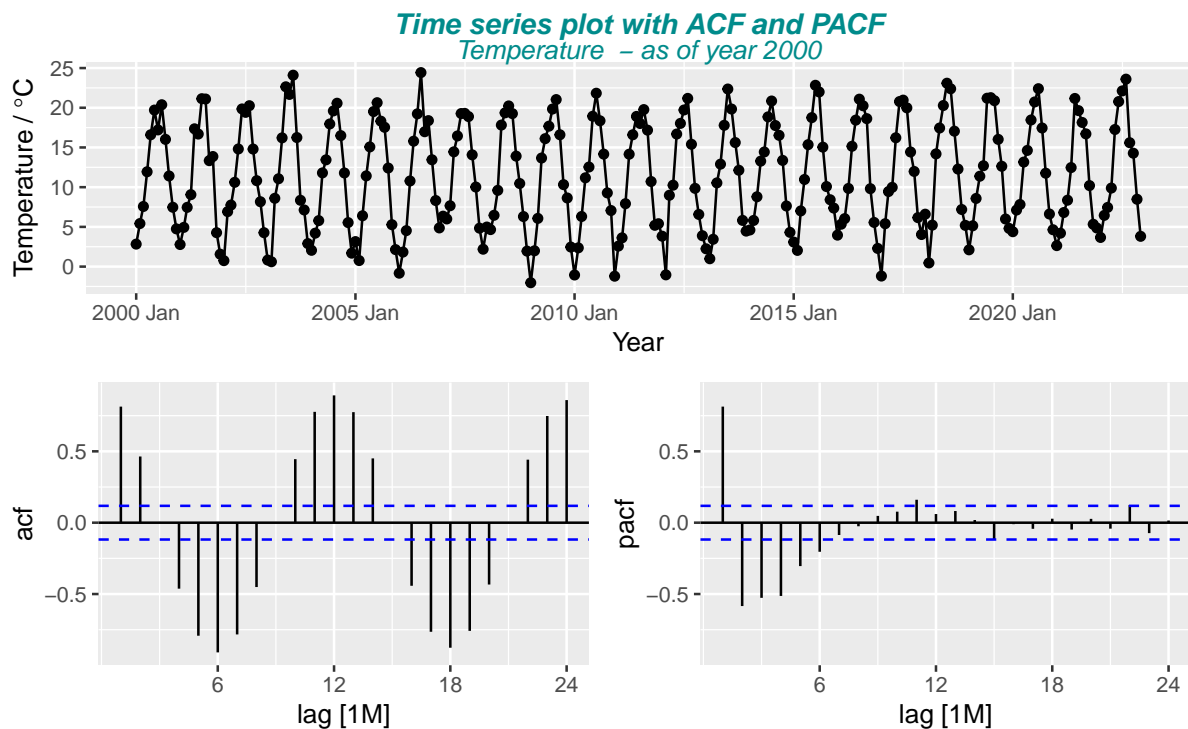 Time series plot with ACF and PACF
Temperature – as of year 2000
Temperature / °C
25
20
15
10
5
0
2000 Jan
2005 Jan
2010 Jan
2015 Jan
2020 Jan
Year
acf
0.5
0.0
−0.5
6
12
18
24
lag [1M]
pacf
0.5
0.0
−0.5
6
12
18
24
lag [1M]